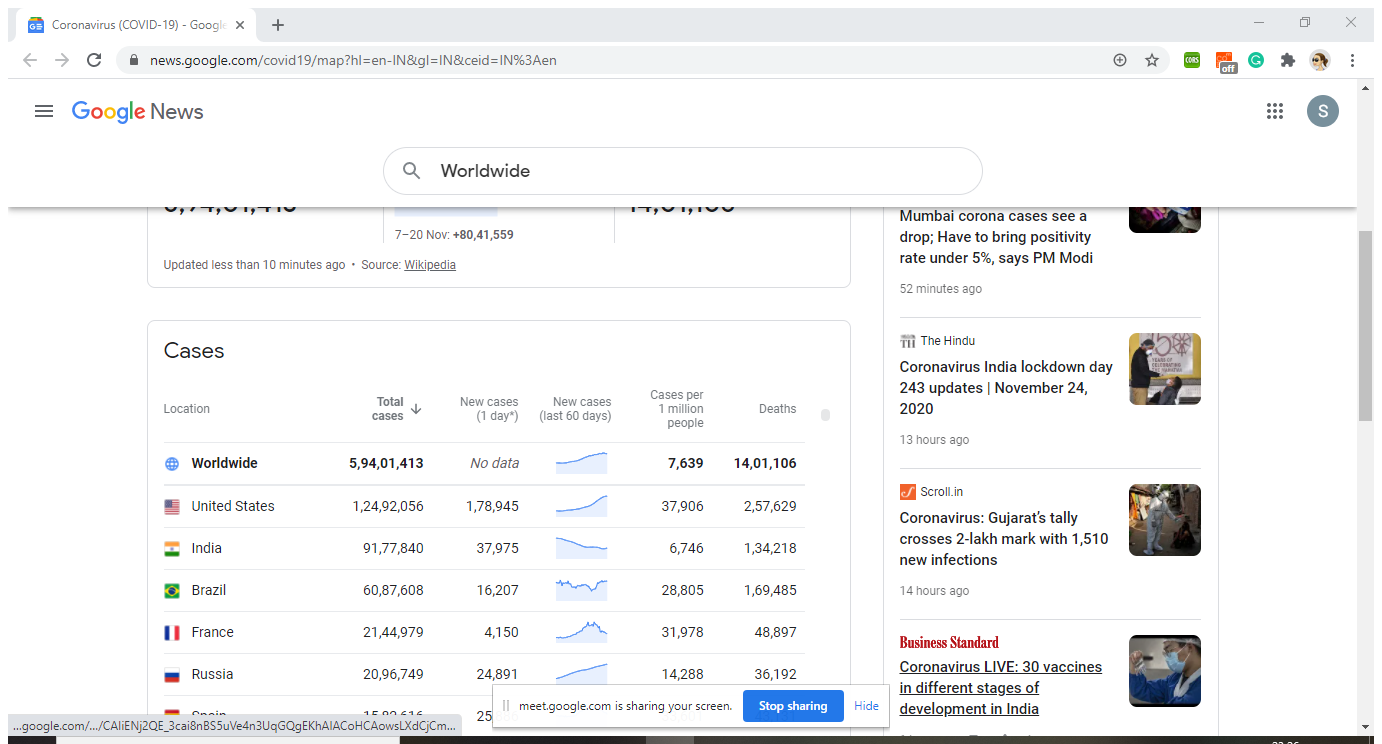 Coronavirus (COVID-19) - Google
news.google.com/covid19/map?hl=en-IN&gl=IN&ceid=IN%3Aen
CORS
off
Google News
S
Worldwide
7–20 Nov: +80,41,559
Updated less than 10 minutes ago • Source: Wikipedia
Cases
Location Total cases New cases (1 day*) New cases (last 60 days) Cases per 1 million people Deaths
Worldwide 5,94,01,413 No data 7,639 14,01,106
United States 1,24,92,056 1,78,945 37,906 2,57,629
India 91,77,840 37,975 6,746 1,34,218
Brazil 60,87,608 16,207 28,805 1,69,485
France 21,44,979 4,150 31,978 48,897
Russia 20,96,749 24,891 14,288 36,192
Spain 15,82,616 25
Mumbai corona cases see a
drop; Have to bring positivity
rate under 5%, says PM Modi
52 minutes ago
The Hindu
Coronavirus India lockdown day
243 updates | November 24,
2020
13 hours ago
Scroll.in
Coronavirus: Gujarat’s tally
crosses 2-lakh mark with 1,510
new infections
14 hours ago
Business Standard
Coronavirus LIVE: 30 vaccines
in different stages of
development in India
meet.google.com is sharing your screen.
Stop sharing
Hide